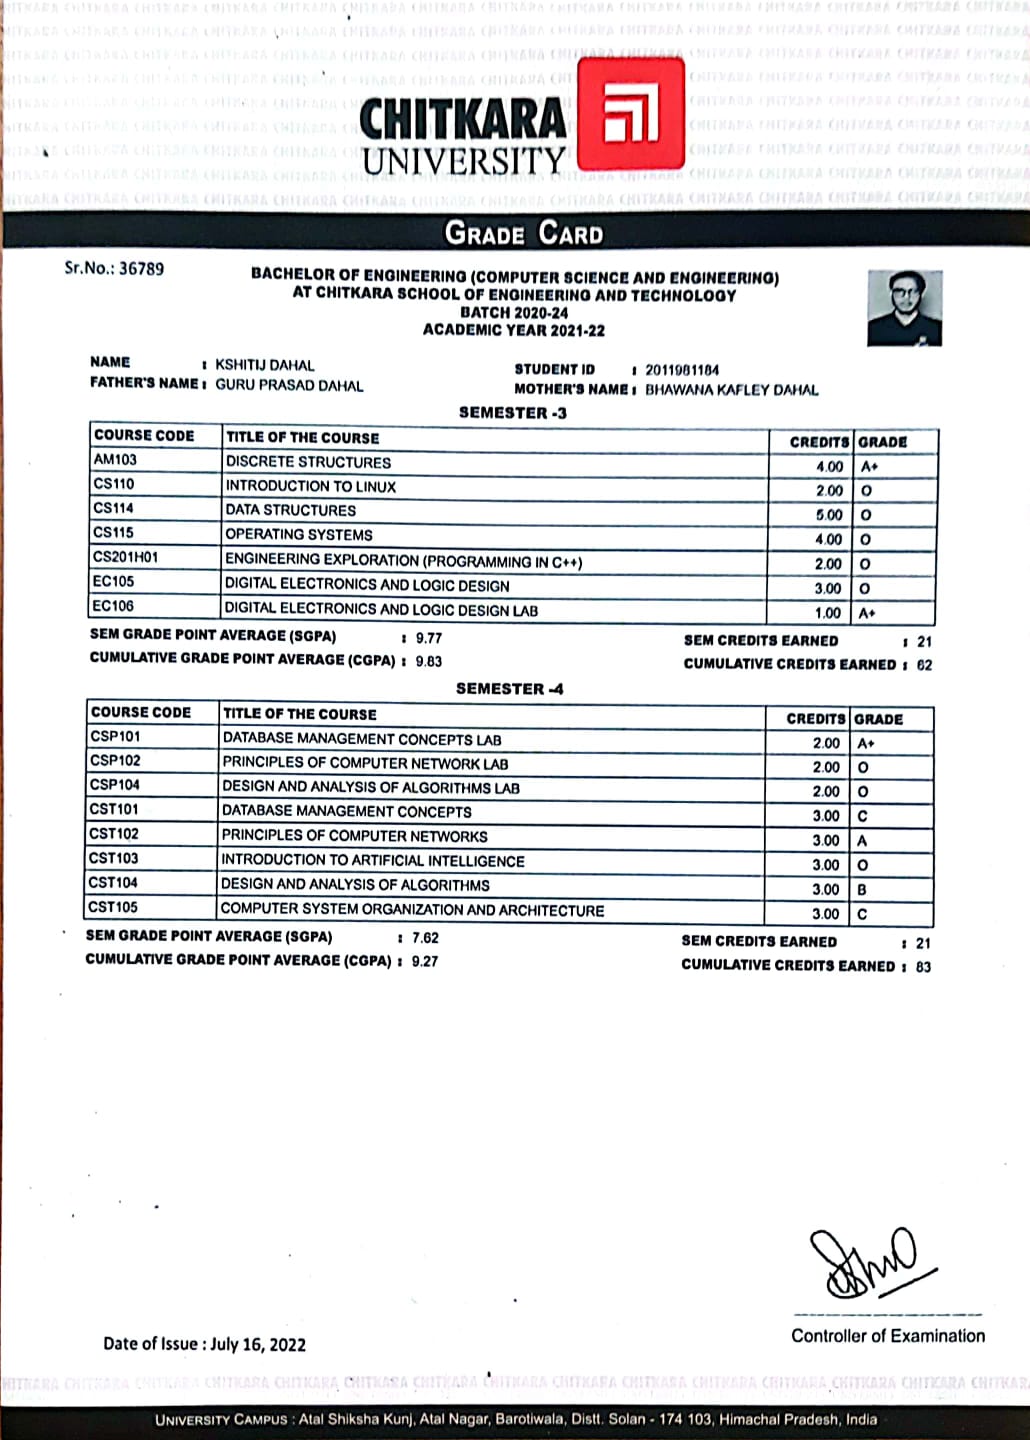 CHITKARA
UNIVERSITY
GRADE CARD
Sr.No.: 36789
BACHELOR OF ENGINEERING (COMPUTER SCIENCE AND ENGINEERING)
AT CHITKARA SCHOOL OF ENGINEERING AND TECHNOLOGY
BATCH 2020-24
ACADEMIC YEAR 2021-22
NAME : KSHITIJ DAHAL STUDENT ID : 2011981184
FATHER'S NAME : GURU PRASAD DAHAL MOTHER'S NAME : BHAWANA KAFLEY DAHAL
SEMESTER -3
COURSE CODE TITLE OF THE COURSE CREDITS GRADE
AM103 DISCRETE STRUCTURES 4.00 A+
CS110 INTRODUCTION TO LINUX 2.00 O
CS114 DATA STRUCTURES 5.00 O
CS115 OPERATING SYSTEMS 4.00 O
CS201H01 ENGINEERING EXPLORATION (PROGRAMMING IN C++) 2.00 O
EC105 DIGITAL ELECTRONICS AND LOGIC DESIGN 3.00 O
EC106 DIGITAL ELECTRONICS AND LOGIC DESIGN LAB 1.00 A+
SEM GRADE POINT AVERAGE (SGPA) : 9.77 SEM CREDITS EARNED : 21
CUMULATIVE GRADE POINT AVERAGE (CGPA) : 9.83 CUMULATIVE CREDITS EARNED : 62
SEMESTER -4
COURSE CODE TITLE OF THE COURSE CREDITS GRADE
CSP101 DATABASE MANAGEMENT CONCEPTS LAB 2.00 A+
CSP102 PRINCIPLES OF COMPUTER NETWORK LAB 2.00 O
CSP104 DESIGN AND ANALYSIS OF ALGORITHMS LAB 2.00 O
CST101 DATABASE MANAGEMENT CONCEPTS 3.00 C
CST102 PRINCIPLES OF COMPUTER NETWORKS 3.00 A
CST103 INTRODUCTION TO ARTIFICIAL INTELLIGENCE 3.00 O
CST104 DESIGN AND ANALYSIS OF ALGORITHMS 3.00 B
CST105 COMPUTER SYSTEM ORGANIZATION AND ARCHITECTURE 3.00 C
SEM GRADE POINT AVERAGE (SGPA) : 7.62 SEM CREDITS EARNED : 21
CUMULATIVE GRADE POINT AVERAGE (CGPA) : 9.27 CUMULATIVE CREDITS EARNED : 83
Controller of Examination
Date of Issue : July 16, 2022
UNIVERSITY CAMPUS : Atal Shiksha Kunj, Atal Nagar, Barotiwala, Distt. Solan - 174 103, Himachal Pradesh, India